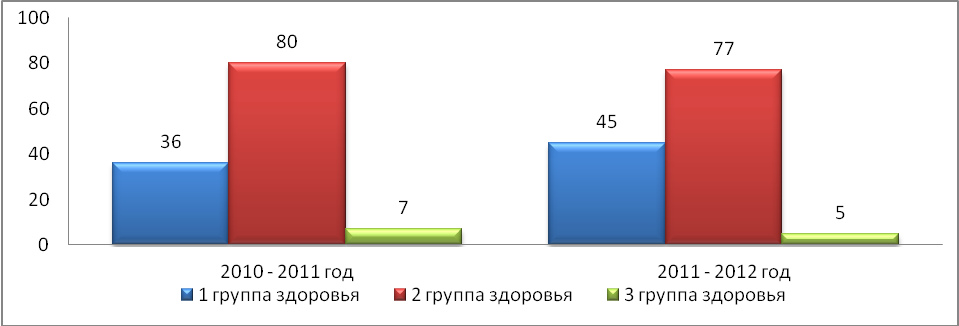 100
80
60
40
20
0
36
80
7
45
77
5
2010 - 2011 год
2011 - 2012 год
1 группа здоровья
2 группа здоровья
3 группа здоровья